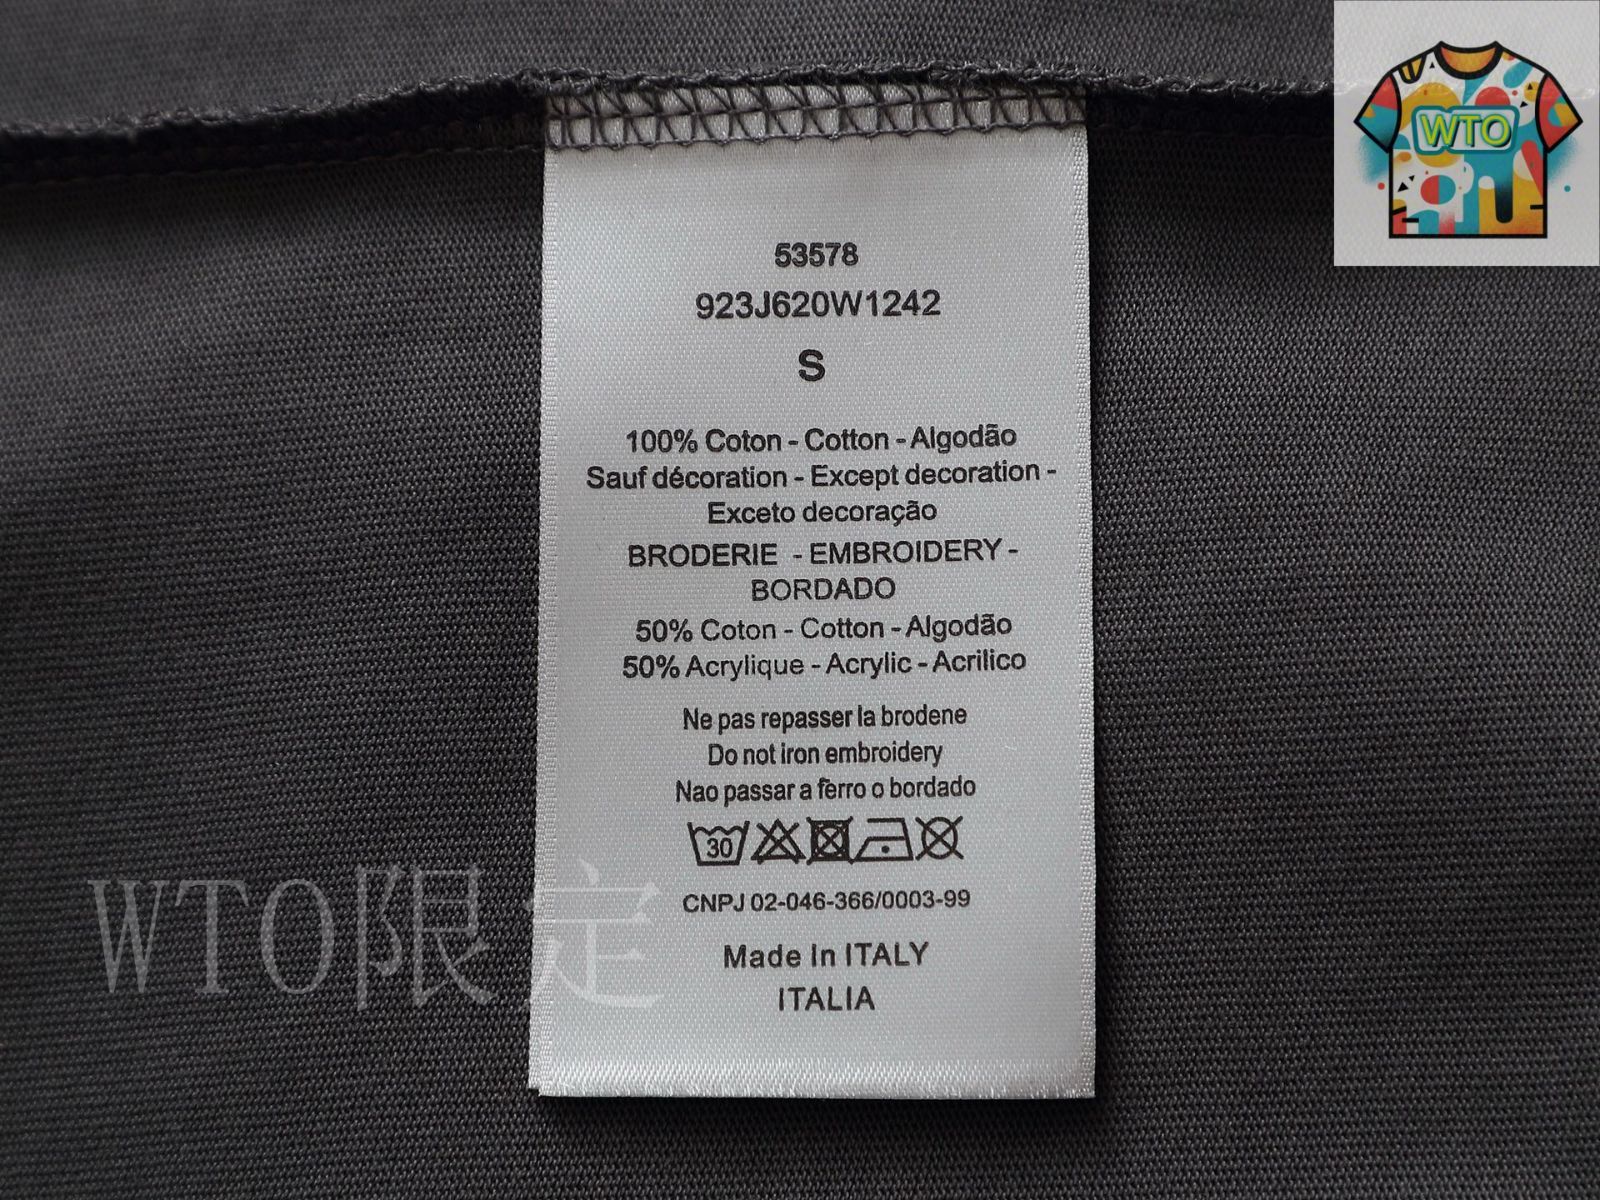 WTO
53578
923J620W1242
S
100% Coton - Cotton - Algodão
Sauf décoration - Except decoration -
Exceto decoração
BRODERIE - EMBROIDERY -
BORDADO
50% Coton - Cotton - Algodão
50% Acrylique - Acrylic - Acrilico
Ne pas repasser la brodene
Do not iron embroidery
Nao passar a ferro o bordado
30
CNPJ 02-046-366/0003-99
WTO限定
Made In ITALY
ITALIA